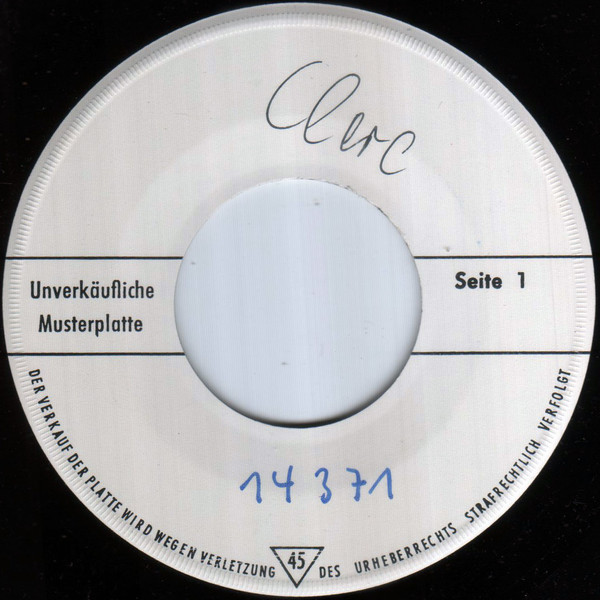 Clerc
Unverkäufliche
Musterplatte
Seite 1
14371
DER VERKAUF DER PLATTE WIRD WEGEN VERLETZUNG 45 DES URHEBERRECHTS STRAFRECHTLICH VERFOLGT